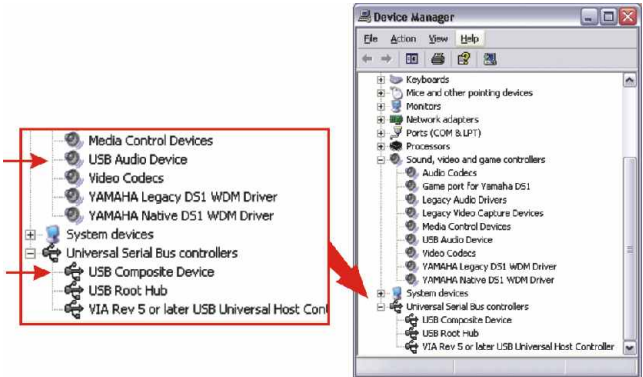 Media Control Devices
USB Audio Device
Video Codecs
YAMAHA Legacy DS1 WDM Driver
YAMAHA Native DS1 WDM Driver
System devices
Universal Serial Bus controllers
USB Composite Device
USB Root Hub
VIA Rev 5 or later USB Universal Host Cont
Device Manager
File Action View Help
Keyboards
Mice and other pointing devices
Monitors
Network adapters
Ports (COM & LPT)
Processors
Sound, video and game controllers
Audio Codecs
Game port for Yamaha DS1
Legacy Audio Drivers
Legacy Video Capture Devices
Media Control Devices
USB Audio Device
Video Codecs
YAMAHA Legacy DS1 WDM Driver
YAMAHA Native DS1 WDM Driver
System devices
Universal Serial Bus controllers
USB Composite Device
USB Root Hub
VIA Rev 5 or later USB Universal Host Controller